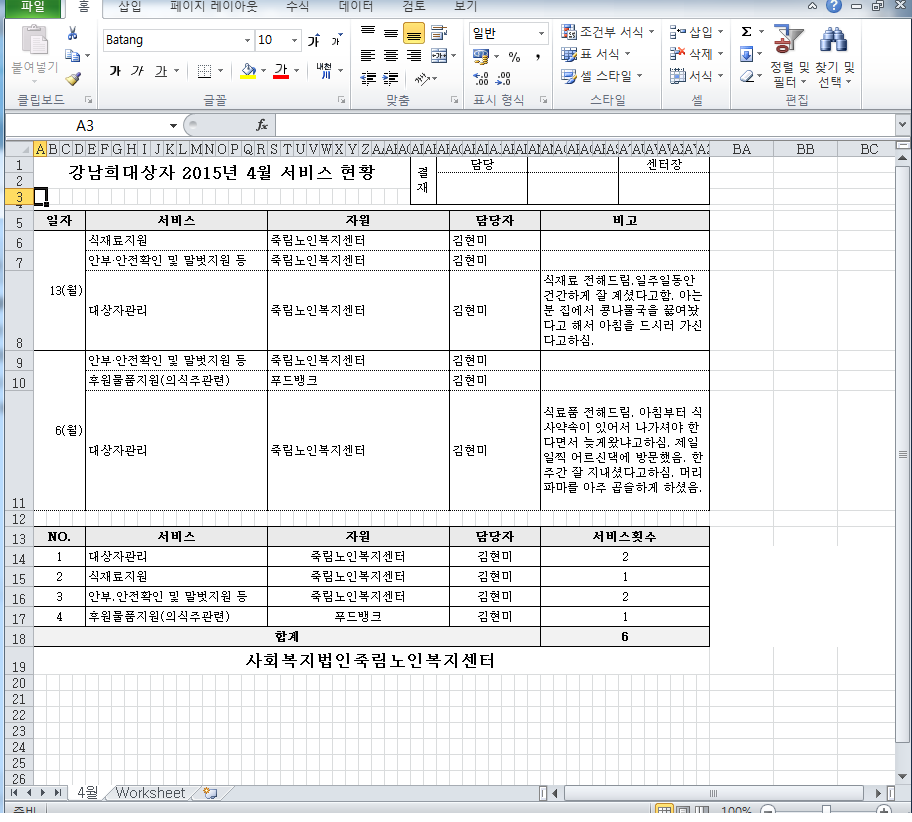 파일 홈 삽입 페이지 레이아웃 수식 데이터 검토 보기
붙여넣기
클립보드
Batang 10 가 가
가 가 가 내천
글꼴
맞춤
일반
% ,
표시 형식
조건부 서식
표 서식
셀 스타일
스타일
삽입
삭제
서식
셀
Σ
정렬 및 필터
찾기 및 선택
편집
A3 fx
BA BB BC
강남희대상자 2015년 4월 서비스 현황
결재 담당 센터장
일자 서비스 자원 담당자 비고
13(월)
식재료지원 죽림노인복지센터 김현미
안부·안전확인 및 말벗지원 등 죽림노인복지센터 김현미
대상자관리 죽림노인복지센터 김현미
식재료 전해드림.일주일동안
건간하게 잘 계셨다고함. 아는
분 집에서 콩나물국을 끓여놨
다고 해서 아침을 드시러 가신
다고하심.
6(월)
안부·안전확인 및 말벗지원 등 죽림노인복지센터 김현미
후원물품지원(의식주관련) 푸드뱅크 김현미
대상자관리 죽림노인복지센터 김현미
식료품 전해드림. 아침부터 식
사약속이 있어서 나가셔야 한
다면서 늦게왔냐고하심. 제일
일찍 어르신댁에 방문했음. 한
주간 잘 지내셨다고하심. 머리
파마를 아주 곱슬하게 하셨음.
NO. 서비스 자원 담당자 서비스횟수
1 대상자관리 죽림노인복지센터 김현미 2
2 식재료지원 죽림노인복지센터 김현미 1
3 안부.안전확인 및 말벗지원 등 죽림노인복지센터 김현미 2
4 후원물품지원(의식주관련) 푸드뱅크 김현미 1
합계 6
사회복지법인죽림노인복지센터
4월 Worksheet
준비 100%